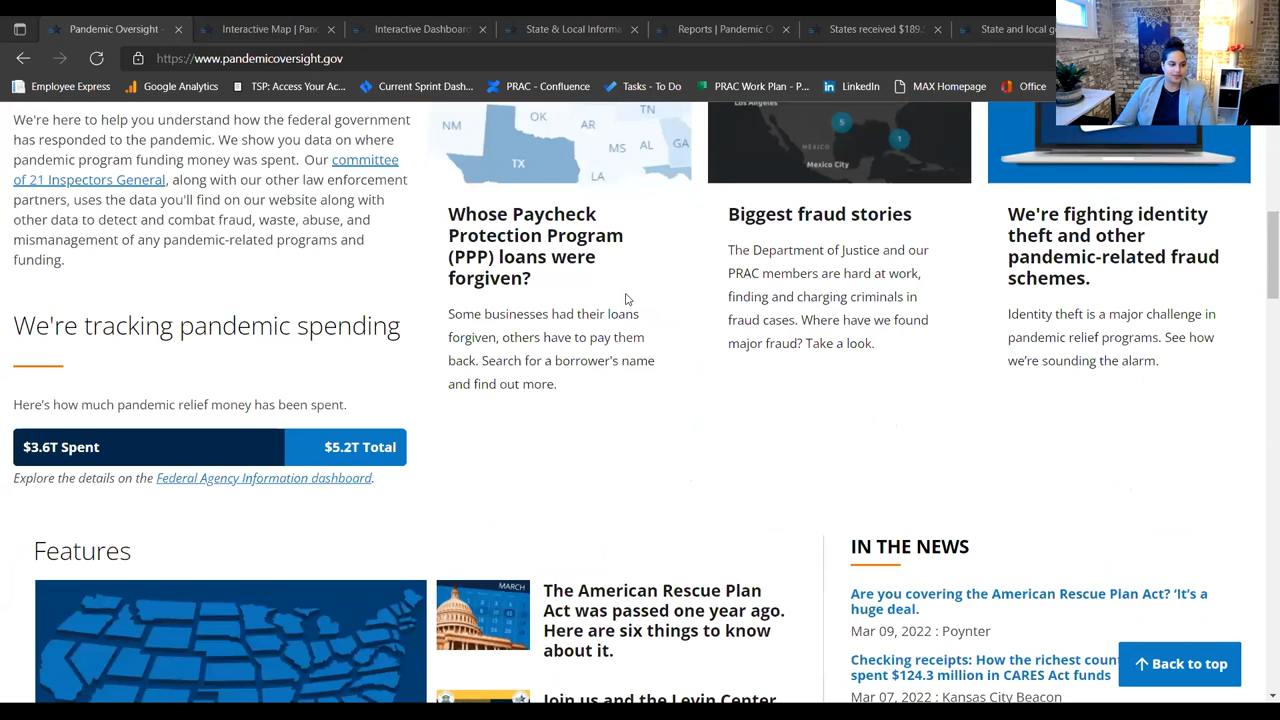 Pandemic Oversight -
Interactive Map | Pan
Interactive Dashboa
State & Local Informa
Reports | Pandemic O
States received $189.
State and local g
https://www.pandemicoversight.gov
Employee Express
Google Analytics
TSP: Access Your Ac...
Current Sprint Dash...
PRAC - Confluence
Tasks - To Do
PRAC Work Plan - P...
LinkedIn
MAX Homepage
Office
We're here to help you understand how the federal government
has responded to the pandemic. We show you data on where
pandemic program funding money was spent. Our committee
of 21 Inspectors General, along with our other law enforcement
partners, uses the data you'll find on our website along with
other data to detect and combat fraud, waste, abuse, and
mismanagement of any pandemic-related programs and
funding.
We're tracking pandemic spending
Here's how much pandemic relief money has been spent.
$3.6T Spent
$5.2T Total
Explore the details on the Federal Agency Information dashboard.
NM
OK
TN
AR
TX
MS
AL
GA
LA
Whose Paycheck
Protection Program
(PPP) loans were
forgiven?
Some businesses had their loans
forgiven, others have to pay them
back. Search for a borrower's name
and find out more.
Los Angeles
5
1
MEXICO
Mexico City
Biggest fraud stories
The Department of Justice and our
PRAC members are hard at work,
finding and charging criminals in
fraud cases. Where have we found
major fraud? Take a look.
We're fighting identity
theft and other
pandemic-related fraud
schemes.
Identity theft is a major challenge in
pandemic relief programs. See how
we're sounding the alarm.
Features
MARCH
The American Rescue Plan
Act was passed one year ago.
Here are six things to know
about it.
Join us and the Levin Center
IN THE NEWS
Are you covering the American Rescue Plan Act? 'It's a
huge deal.
Mar 09, 2022 : Poynter
Checking receipts: How the richest coun
spent $124.3 million in CARES Act funds
Mar 07, 2022 : Kansas City Beacon
Back to top